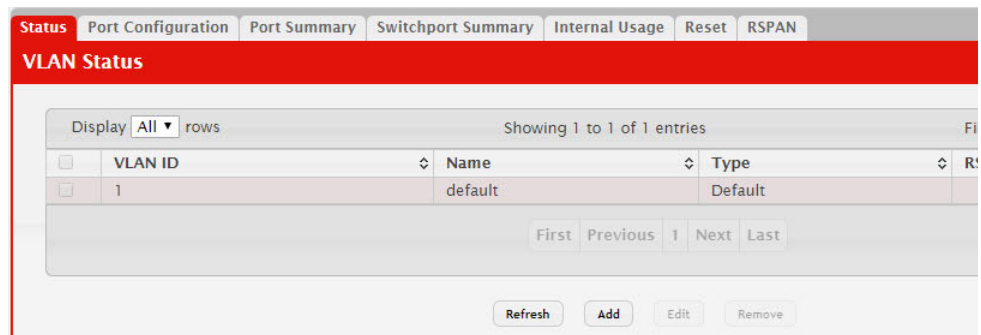 Status Port Configuration Port Summary Switchport Summary Internal Usage Reset RSPAN
VLAN Status
Display All rows Showing 1 to 1 of 1 entries Fi
VLAN ID Name Type RS
1 default Default
First Previous 1 Next Last
Refresh Add Edit Remove